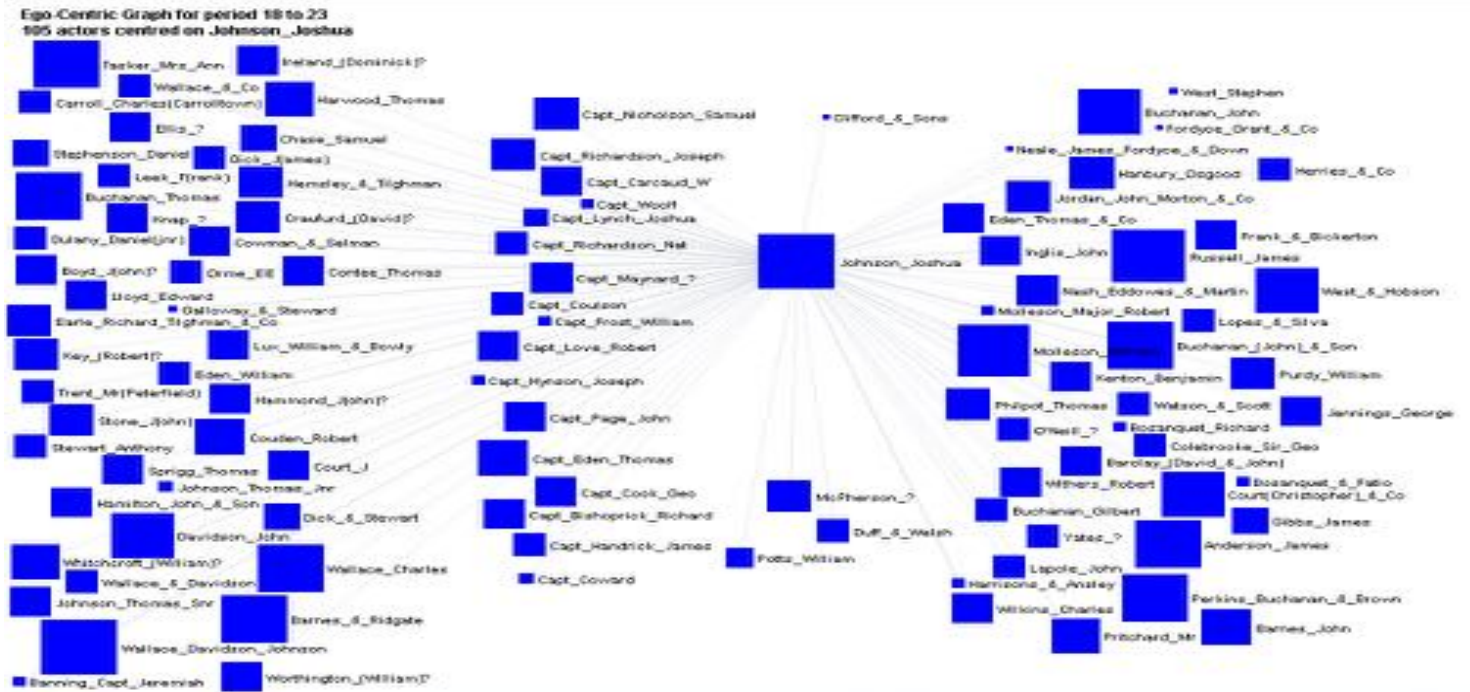 Ego-Centric Graph for period 18 to 23
105 actors centred on Johnson_Joshua
Tasker_Mrs_Ann
Ireland_(Dominick)?
Wallace_&_Co
Carroll_Charles(Carrolltown)
Harwood_Thomas
Ellis_?
Chase_Samuel
Stephenson_Daniel
Dick_J(ames)
Leek_F(rank)
Hemsley_&_Tilghman
Buchanan_Thomas
Knap_?
Craufurd_(David)?
Dulany_Daniel(jnr)
Cowman_&_Selman
Boyd_J(ohn)?
Orme_EE
Contee_Thomas
Lloyd_Edward
Galloway_&_Steward
Earle_Richard_Tilghman_&_Co
Key_(Robert)?
Lux_William_&_Bowly
Eden_William
Trent_Mr(Peterfield)
Hammond_J(ohn)?
Stone_J(ohn)
Couden_Robert
Stewart_Anthony
Sprigg_Thomas
Court_J
Johnson_Thomas_Jnr
Hamilton_John_&_Son
Dick_&_Stewart
Davidson_John
Whitchcroft_(William)?
Wallace_Charles
Wallace_&_Davidson
Johnson_Thomas_Snr
Barnes_&_Ridgate
Wallace_Davidson_Johnson
Banning_Capt_Jeremiah
Worthington_(William)?
Capt_Nicholson_Samuel
Capt_Richardson_Joseph
Capt_Carcaud_W
Capt_Woolf
Capt_Lynch_Joshua
Capt_Richardson_Nat
Capt_Maynard_?
Capt_Coulson
Capt_Frost_William
Capt_Love_Robert
Capt_Hynson_Joseph
Capt_Page_John
Capt_Eden_Thomas
Capt_Cook_Geo
Capt_Bishoprick_Richard
Capt_Handrick_James
Capt_Coward
Clifford_&_Sons
Johnson_Joshua
McPherson_?
Duff_&_Welsh
Potts_William
West_Stephen
Buchanan_John
Fordyce_Grant_&_Co
Neale_James_Fordyce_&_Down
Hanbury_Osgood
Herries_&_Co
Jordan_John_Morton_&_Co
Eden_Thomas_&_Co
Frank_&_Bickerton
Inglis_John
Russell_James
Nash_Eddowes_&_Martin
West_&_Hobson
Molleson_Major_Robert
Lopes_&_Silva
Molleson_
Buchanan_(John)_&_Son
Kenton_Benjamin
Purdy_William
Philpot_Thomas
Watson_&_Scott
Jennings_George
O'Neill_?
Bosanquet_Richard
Colebrooke_Sir_Geo
Barclay_(David_&_John)
Withers_Robert
Bosanquet_&_Fatio
Court(Christopher)_&_Co
Buchanan_Gilbert
Gibbs_James
Yates_?
Anderson_James
Lapole_John
Harrisons_&_Ansley
Perkins_Buchanan_&_Brown
Wilkins_Charles
Pritchard_Mr
Barnes_John